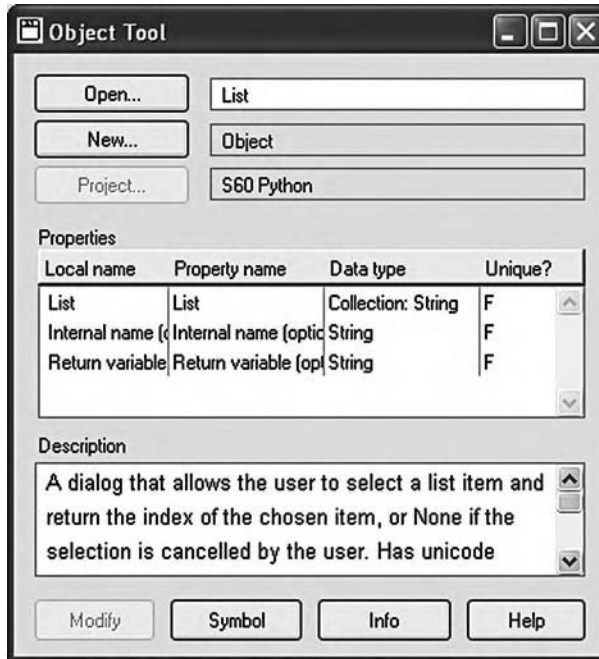 Object Tool
Open... List
New... Object
Project... S60 Python
Properties
Local name Property name Data type Unique?
List List Collection: String F
Internal name (o Internal name (optic String F
Return variable Return variable (opt String F
Description
A dialog that allows the user to select a list item and
return the index of the chosen item, or None if the
selection is cancelled by the user. Has unicode
Modify Symbol Info Help